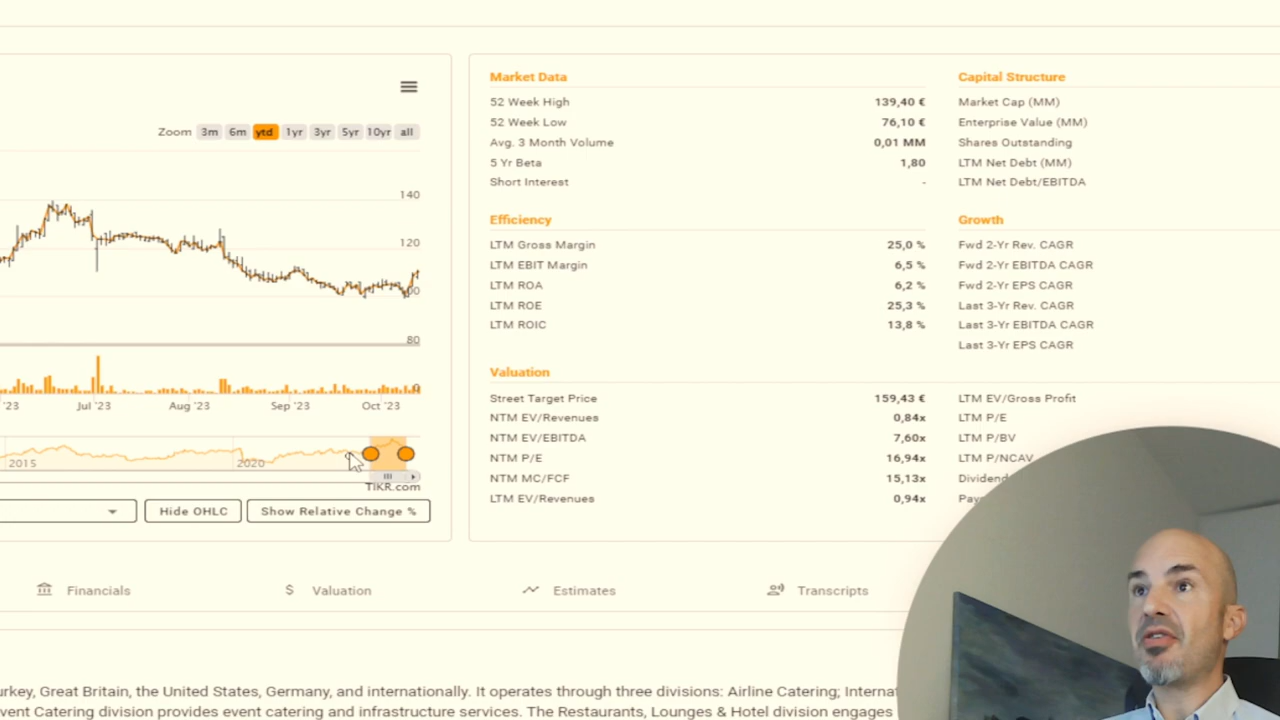 Market Data
52 Week High 139,40 €
52 Week Low 76,10 €
Avg. 3 Month Volume 0,01 MM
5 Yr Beta 1,80
Short Interest -
Capital Structure
Market Cap (MM)
Enterprise Value (MM)
Shares Outstanding
LTM Net Debt (MM)
LTM Net Debt/EBITDA
Zoom 3m 6m ytd 1yr 3yr 5yr 10yr all
140
120
80
0
'23 Jul '23 Aug '23 Sep '23 Oct '23
2015 2020
TIKR.com
Hide OHLC Show Relative Change %
Efficiency
LTM Gross Margin 25,0 %
LTM EBIT Margin 6,5 %
LTM ROA 6,2 %
LTM ROE 25,3 %
LTM ROIC 13,8 %
Growth
Fwd 2-Yr Rev. CAGR
Fwd 2-Yr EBITDA CAGR
Fwd 2-Yr EPS CAGR
Last 3-Yr Rev. CAGR
Last 3-Yr EBITDA CAGR
Last 3-Yr EPS CAGR
Valuation
Street Target Price 159,43 €
NTM EV/Revenues 0,84x
NTM EV/EBITDA 7,60x
NTM P/E 16,94x
NTM MC/FCF 15,13x
LTM EV/Revenues 0,94x
LTM EV/Gross Profit
LTM P/E
LTM P/BV
LTM P/NCAV
Financials Valuation Estimates Transcripts
Great Britain, the United States, Germany, and internationally. It operates through three divisions: Airline Catering;
Catering division provides event catering and infrastructure services. The Restaurants, Lounges & Hotel division engages